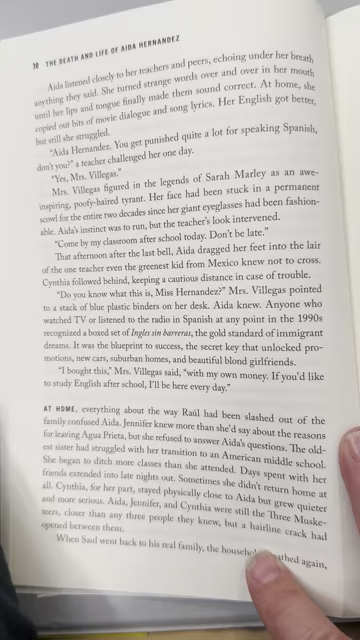 30 THE DEATH AND LIFE OF AIDA HERNANDEZ
Aida listened closely to her teachers and peers, echoing under her breath
anything they said. She turned strange words over and over in her mouth
until her lips and tongue finally made them sound correct. At home, she
copied out bits of movie dialogue and song lyrics. Her English got better,
but still she struggled.
"Aida Hernandez. You get punished quite a lot for speaking Spanish,
don't you?" a teacher challenged her one day.
"Yes, Mrs. Villegas."
Mrs. Villegas figured in the legends of Sarah Marley as an awe-
inspiring, poofy-haired tyrant. Her face had been stuck in a permanent
scowl for the entire two decades since her giant eyeglasses had been fashion-
able. Aida's instinct was to run, but the teacher's look intervened.
"Come by my classroom after school today. Don't be late."
That afternoon after the last bell, Aida dragged her feet into the lair
of the one teacher even the greenest kid from Mexico knew not to cross.
Cynthia followed behind, keeping a cautious distance in case of trouble.
"Do you know what this is, Miss Hernandez?" Mrs. Villegas pointed
to a stack of blue plastic binders on her desk. Aida knew. Anyone who
watched TV or listened to the radio in Spanish at any point in the 1990s
recognized a boxed set of Ingles sin barreras, the gold standard of immigrant
dreams. It was the blueprint to success, the secret key that unlocked pro-
motions, new cars, suburban homes, and beautiful blond girlfriends.
"I bought this," Mrs. Villegas said, "with my own money. If you'd like
to study English after school, I'll be here every day."
AT HOME, everything about the way Raúl had been slashed out of the
family confused Aida. Jennifer knew more than she'd say about the reasons
for leaving Agua Prieta, but she refused to answer Aida's questions. The old-
est sister had struggled with her transition to an American middle school.
She began to ditch more classes than she attended. Days spent with her
friends extended into late nights out. Sometimes she didn't return home at
all. Cynthia, for her part, stayed physically close to Aida but grew quieter
and more serious. Aida, Jennifer, and Cynthia were still the Three Muske-
teers, closer than any three people they knew, but a hairline crack had
opened between them.
When Saul went back to his real family, the again,